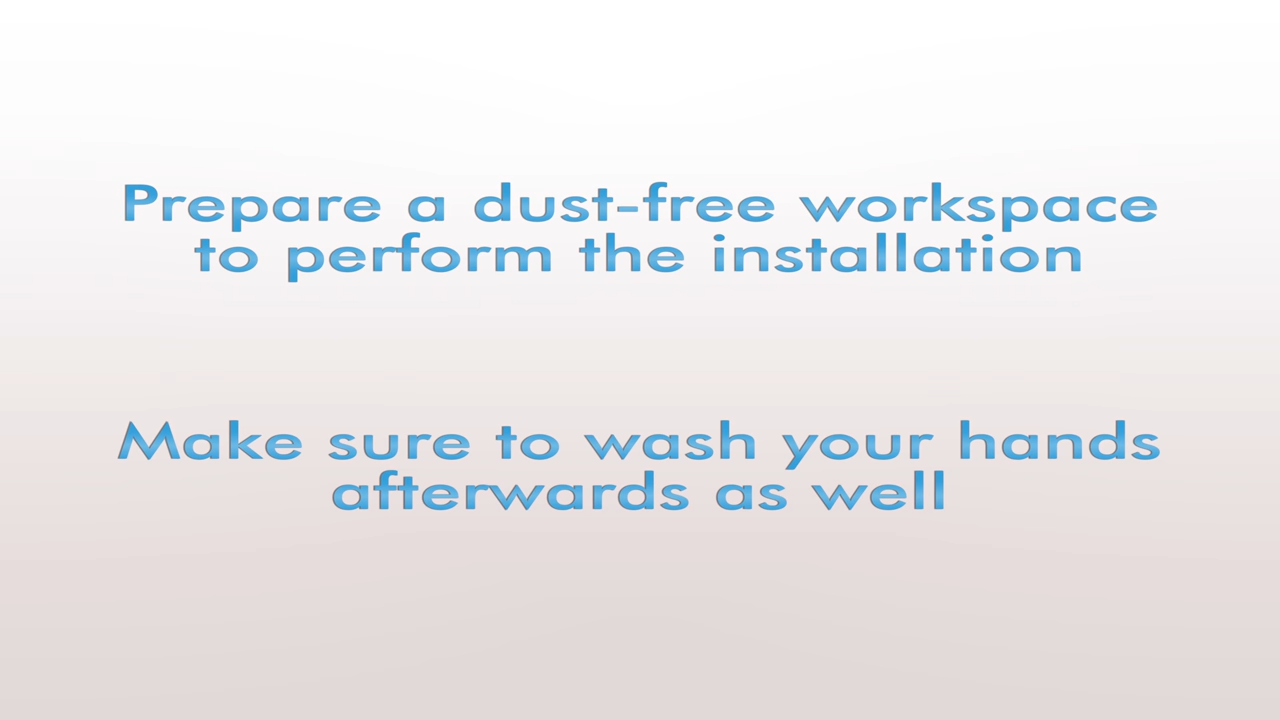 Prepare a dust-free workspace
to perform the installation
Make sure to wash your hands
afterwards as well